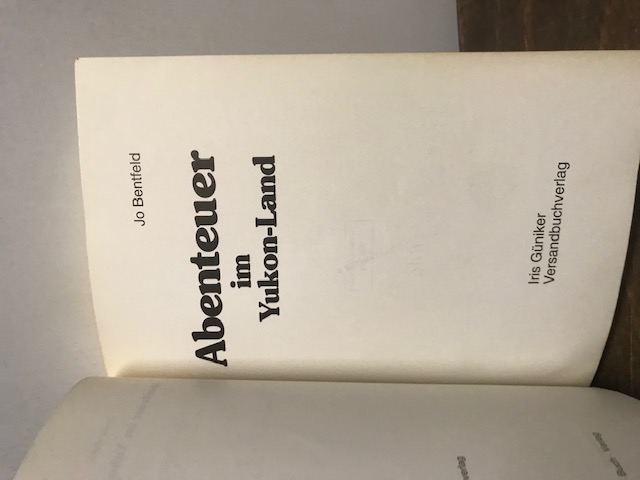 Jo Bentfeld
Abenteuer
im
Yukon-Land
Iris Güniker
Versandbuchverlag